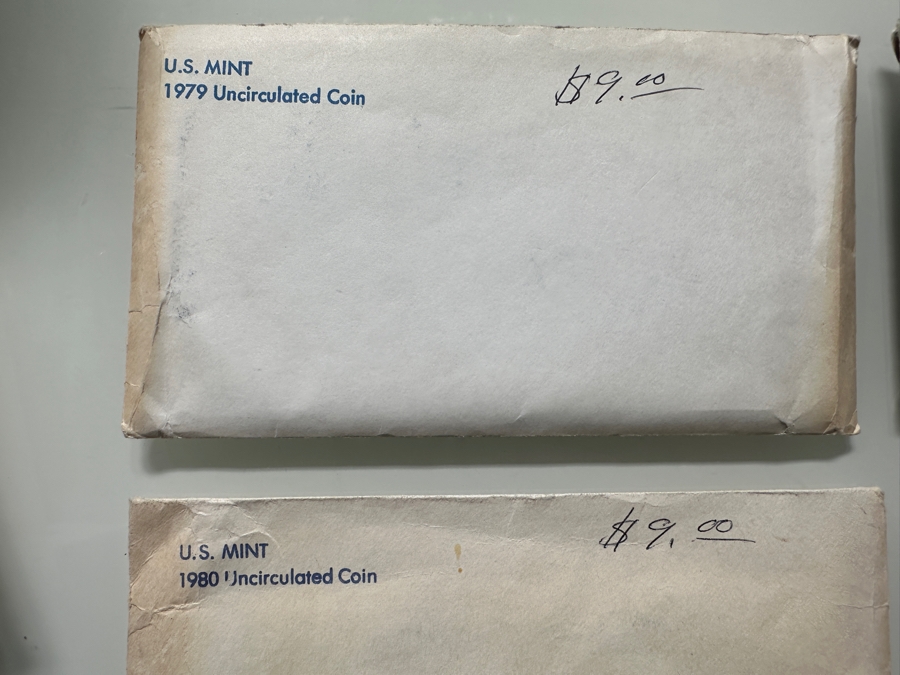 U.S. MINT
1979 Uncirculated Coin
$9.00
U.S. MINT
1980 Uncirculated Coin
$9.00